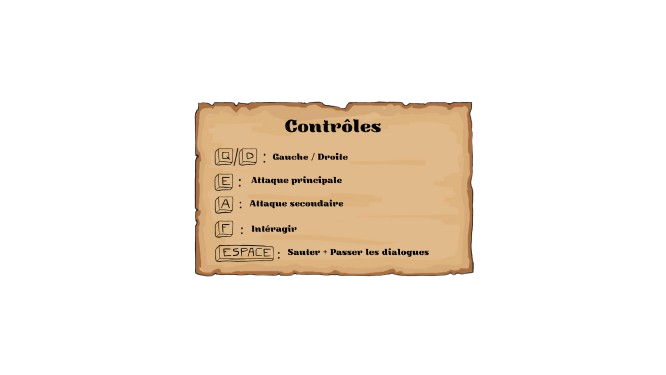 Contrôles
Q/D : Gauche / Droite
E : Attaque principale
A : Attaque secondaire
F : Intéragir
ESPACE : Sauter + Passer les dialogues